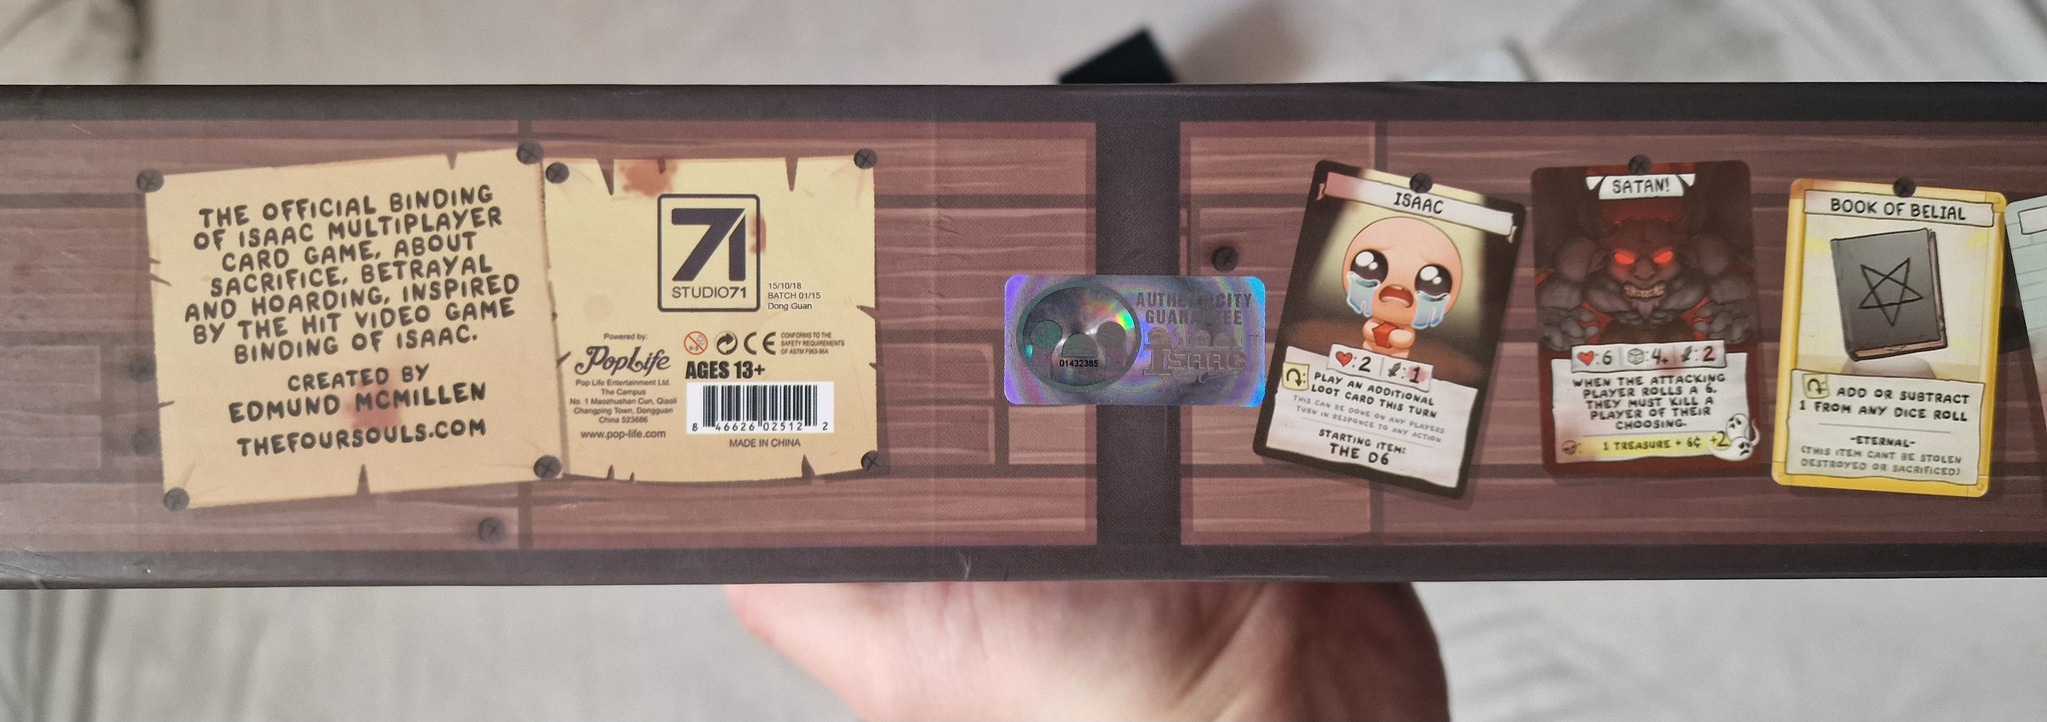 THE OFFICIAL BINDING
OF ISAAC MULTIPLAYER
CARD GAME, ABOUT
SACRIFICE, BETRAYAL
AND HOARDING, INSPIRED
BY THE HIT VIDEO GAME
BINDING OF ISAAC.
CREATED BY
EDMUND MCMILLEN
THEFOURSOULS.COM
71
STUDIO71
15/10/18
BATCH 01/15
Dong Guan
Powered by:
PopLife
Pop Life Entertainment Ltd.
The Campus
No. 1 Maozhushan Cun, Qiaoli
Changping Town, Dongguan
China 523666
www.pop-life.com
0-3
CE
CONFORMS TO THE
SAFETY REQUIREMENTS
OF ASTM F963-96A
AGES 13+
8 46626 02512 2
MADE IN CHINA
AUTHENTICITY
GUARANTEE
ISAAC
01432385
ISAAC
:2 :1
PLAY AN ADDITIONAL
LOOT CARD THIS TURN
THIS CAN BE DONE ON ANY PLAYERS
TURN IN RESPONCE TO ANY ACTION
STARTING ITEM:
THE D6
SATAN!
:6 :4+ :2
WHEN THE ATTACKING
PLAYER ROLLS A 6,
THEY MUST KILL A
PLAYER OF THEIR
CHOOSING.
: 1 TREASURE + 6¢ +2
BOOK OF BELIAL
: ADD OR SUBTRACT
1 FROM ANY DICE ROLL
-ETERNAL-
(THIS ITEM CANT BE STOLEN
DESTROYED OR SACRIFICED)